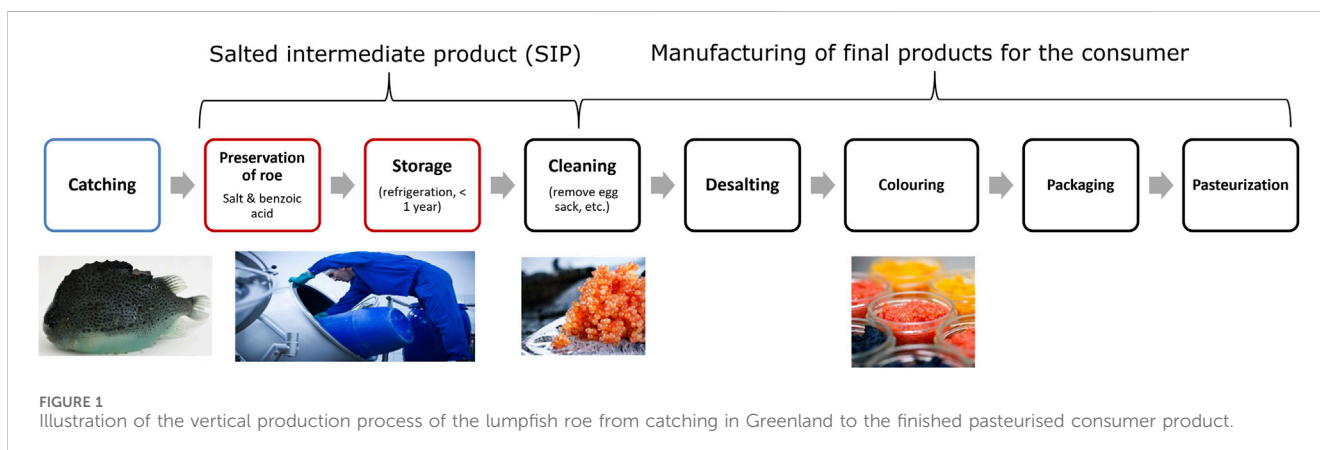 Salted intermediate product (SIP)
Manufacturing of final products for the consumer
Catching
Preservation
of roe
Salt & benzoic
acid
Storage
(refrigeration, <
1 year)
Cleaning
(remove egg
sack, etc.)
Desalting
Colouring
Packaging
Pasteurization
FIGURE 1
Illustration of the vertical production process of the lumpfish roe from catching in Greenland to the finished pasteurised consumer product.